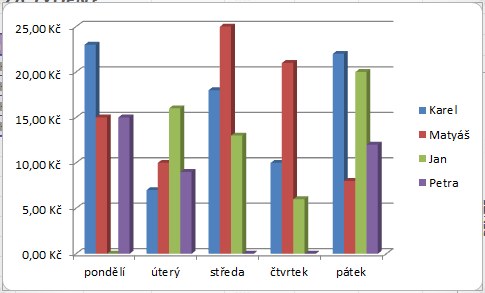 25,00 Kč
20,00 Kč
15,00 Kč
10,00 Kč
5,00 Kč
0,00 Kč
pondělí úterý středa čtvrtek pátek
Karel
Matyáš
Jan
Petra